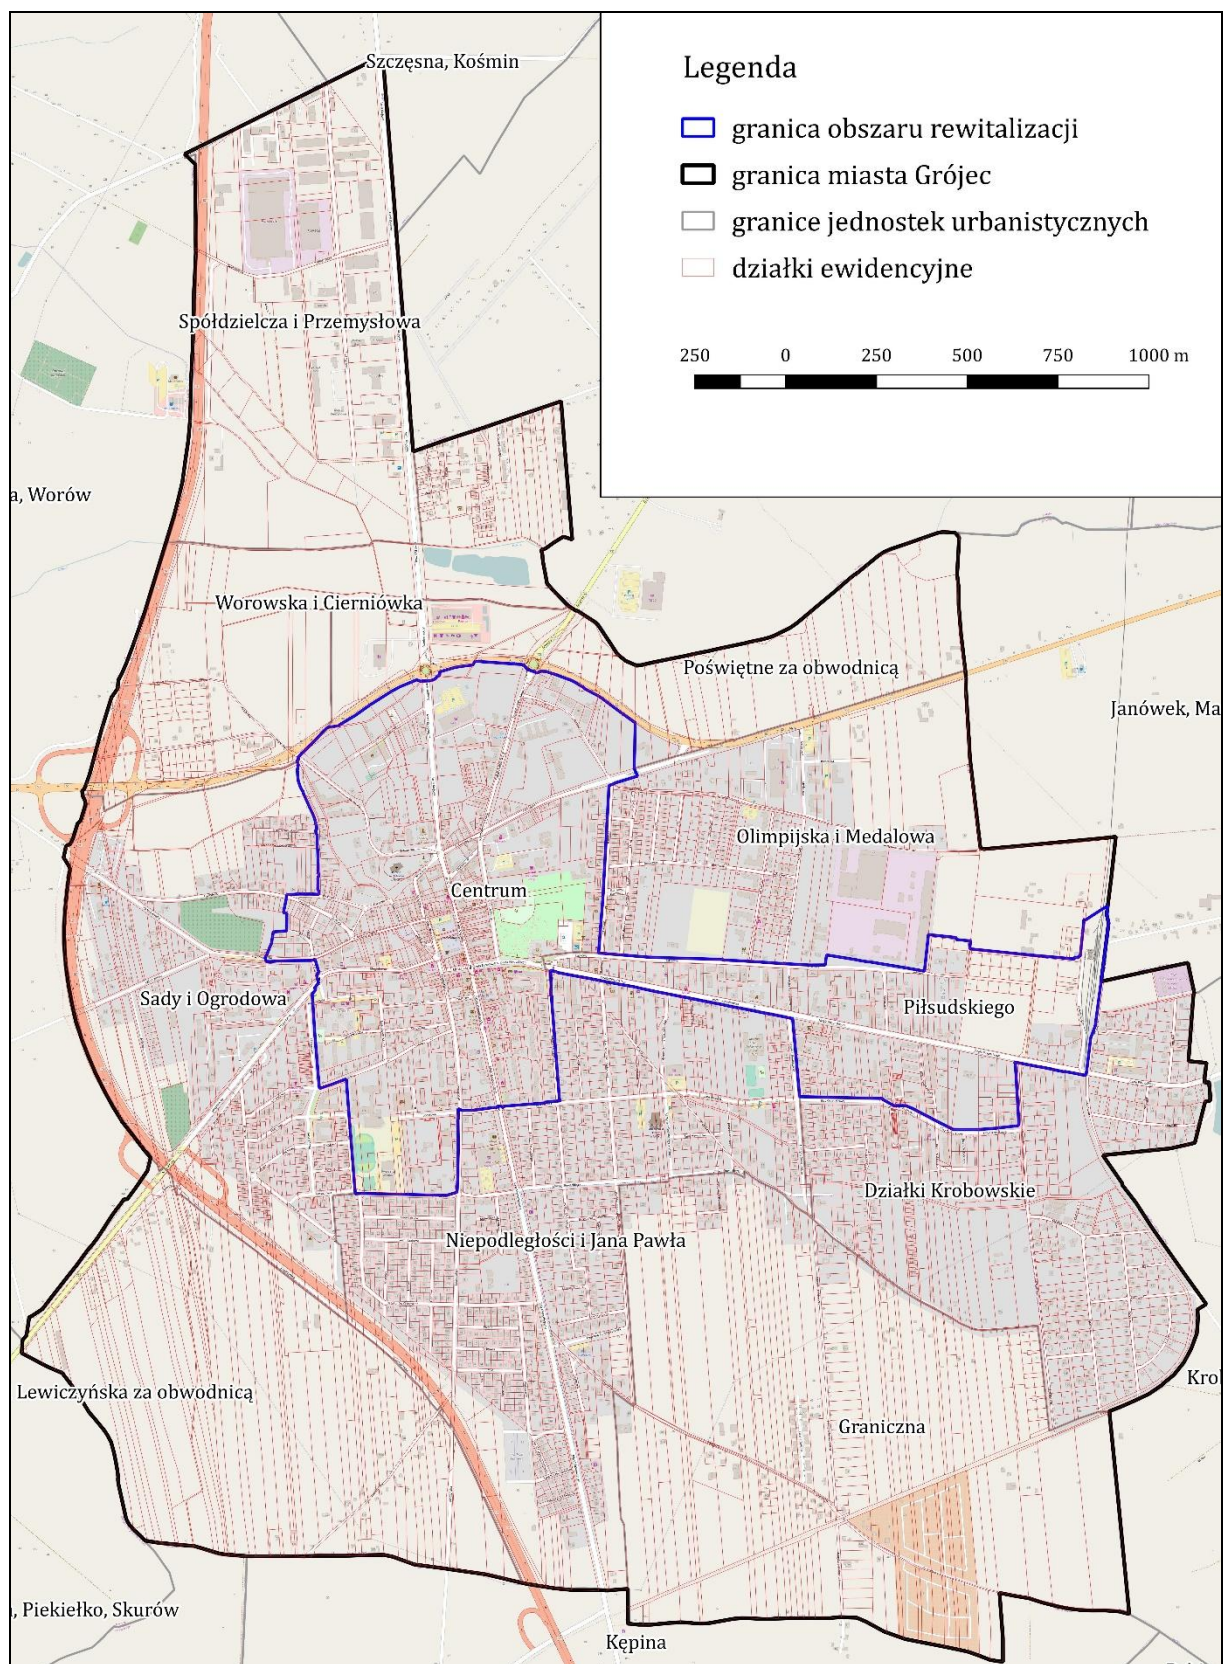 Szczęsna, Kośmin
Legenda
granica obszaru rewitalizacji
granica miasta Grójec
granice jednostek urbanistycznych
działki ewidencyjne
250 0 250 500 750 1000 m
Spółdzielcza i Przemysłowa
a, Worów
Worowska i Cierniówka
Poświętne za obwodnicą
Janówek, Ma
Olimpijska i Medalowa
Centrum
Sady i Ogrodowa
Piłsudskiego
Działki Krobowskie
Niepodległości i Jana Pawła
Krob
Lewiczyńska za obwodnicą
Graniczna
, Piekiełko, Skurów
Kępina